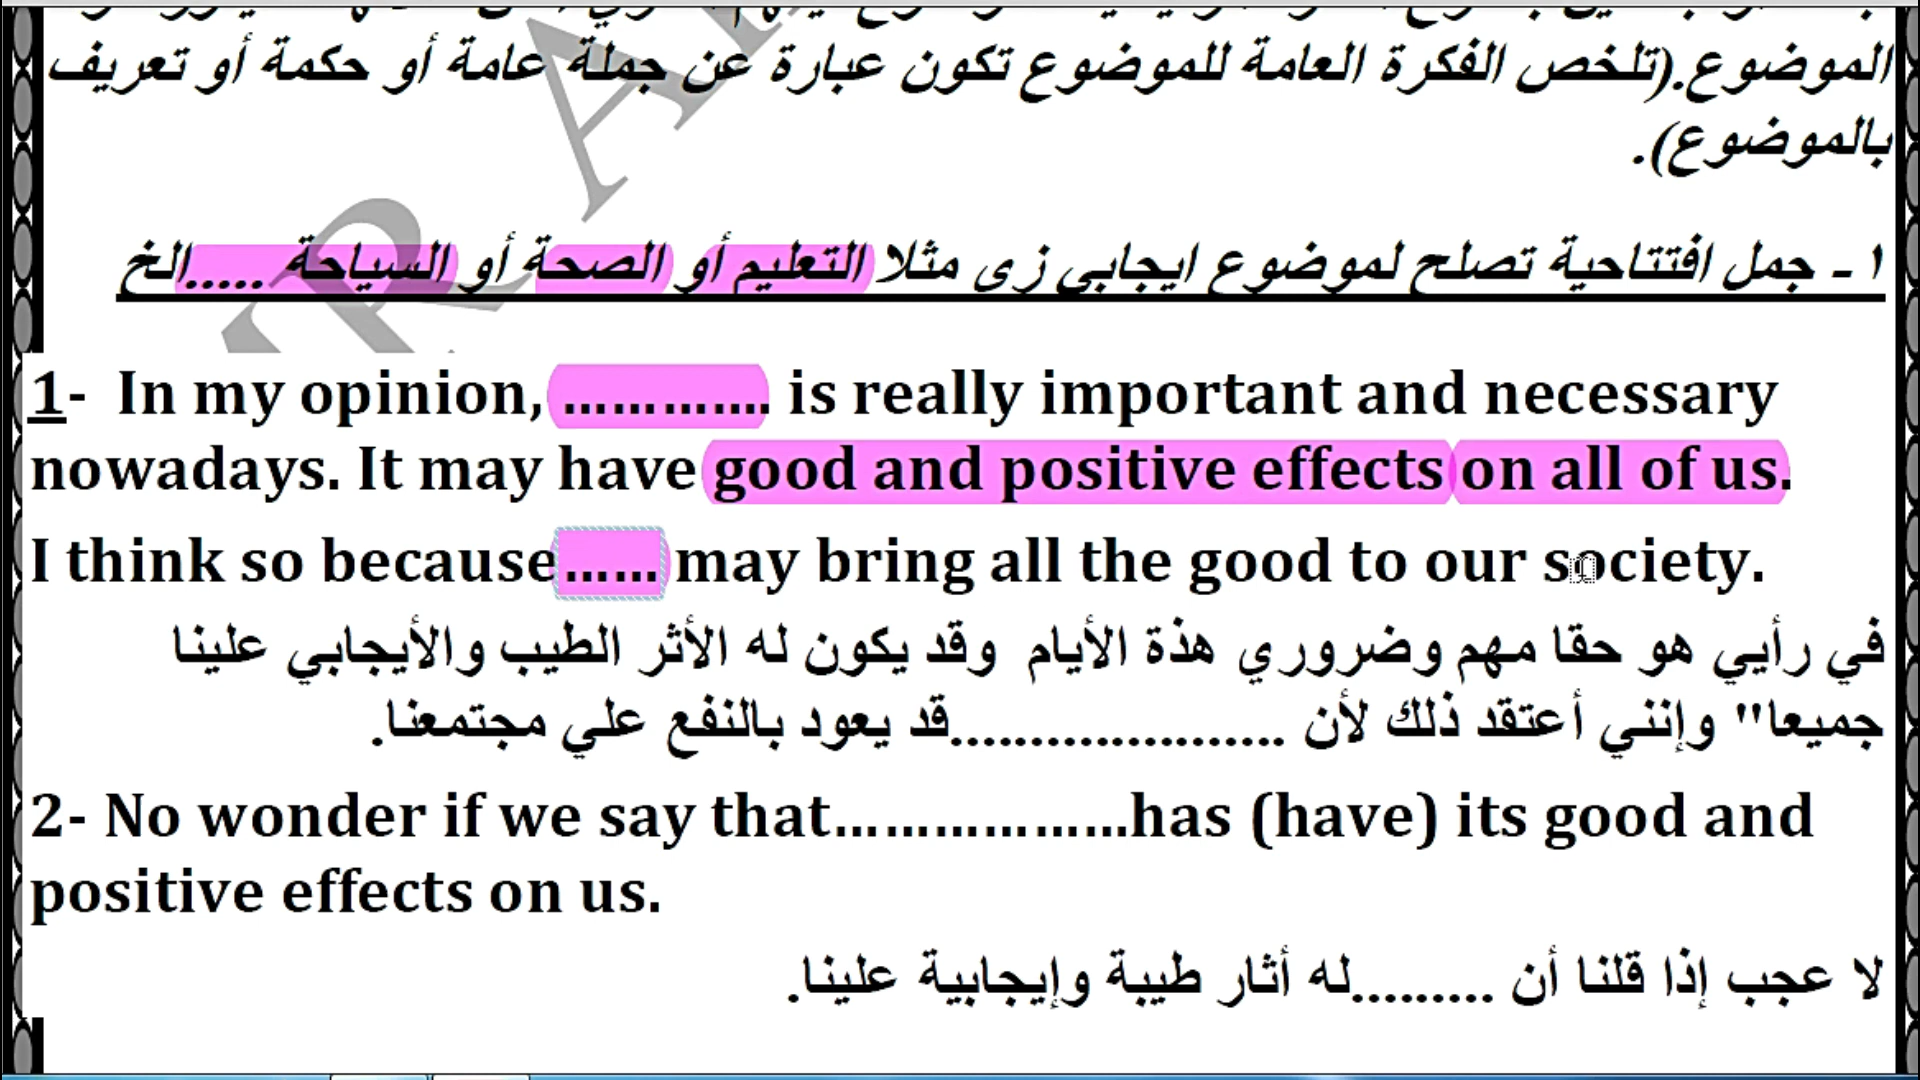 الموضوع.(تلخص الفكرة العامة للموضوع تكون عبارة عن جملة عامة أو حكمة أو تعريف
بالموضوع).
١ - جمل افتتاحية تصلح لموضوع ايجابي زى مثلا التعليم أو الصحة أو السياحة .....الخ
1- In my opinion, ............. is really important and necessary
nowadays. It may have good and positive effects on all of us.
I think so because...... may bring all the good to our society.
في رأيي هو حقا مهم وضروري هذة الأيام وقد يكون له الأثر الطيب والأيجابي علينا
جميعا" وإنني أعتقد ذلك لأن .....................قد يعود بالنفع علي مجتمعنا.
2- No wonder if we say that..................has (have) its good and
positive effects on us.
لا عجب إذا قلنا أن .........له أثار طيبة وإيجابية علينا.